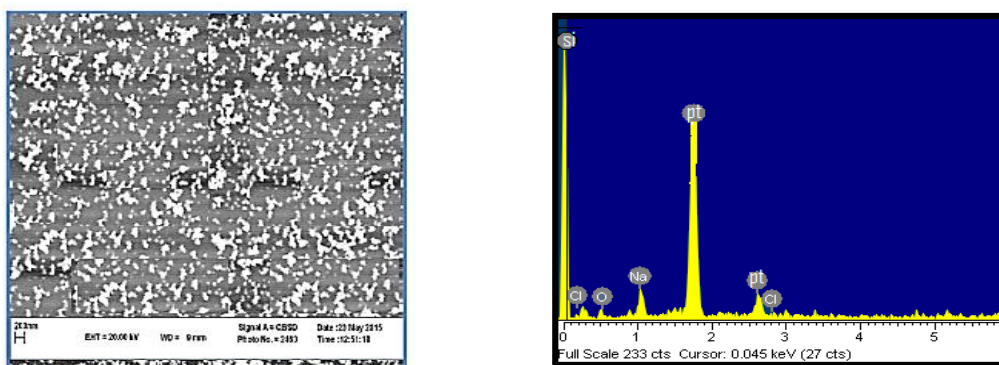 200nm
EHT = 20.00 kV
WD = 9 mm
Signal A = CBSD
Photo No. = 2453
Date :23 May 2015
Time :12:51:18
Si
Cl
O
Na
pt
pt
Cl
0 1 2 3 4 5
Full Scale 233 cts Cursor: 0.045 keV (27 cts)